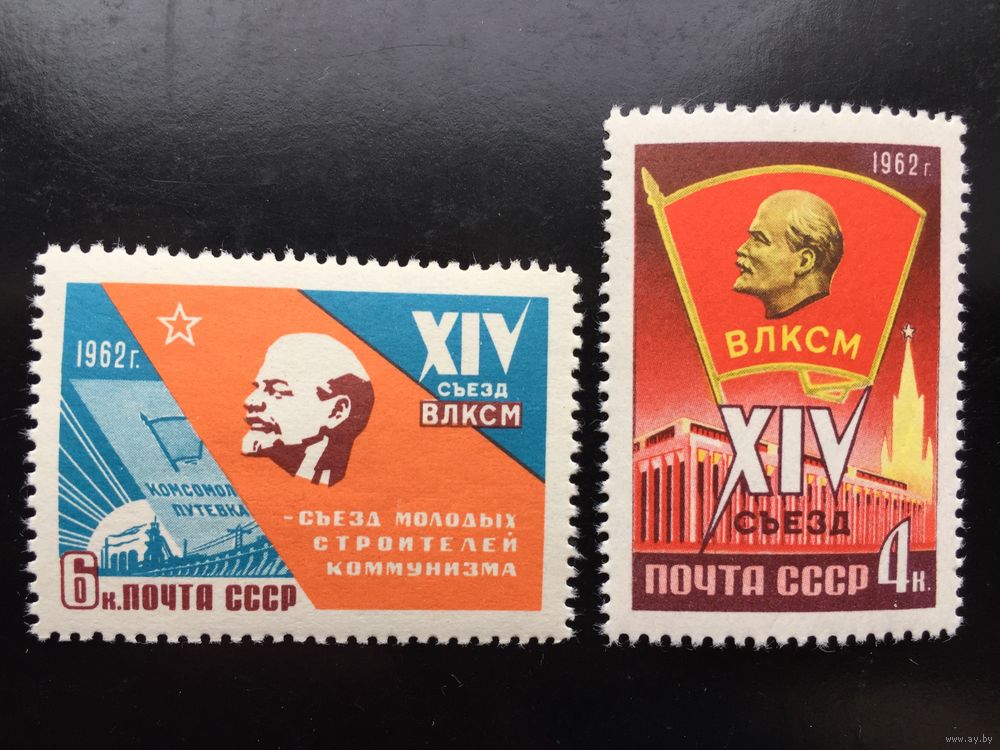 1962г.
XIV
СЪЕЗД
ВЛКСМ
КОМСОМОЛ
ПУТЕВКА
-СЪЕЗД МОЛОДЫХ
СТРОИТЕЛЕЙ
КОММУНИЗМА
6К.ПОЧТА СССР
1962г.
ВЛКСМ
XIV
СЪЕЗД
ПОЧТА СССР 4К.
www.ay.by